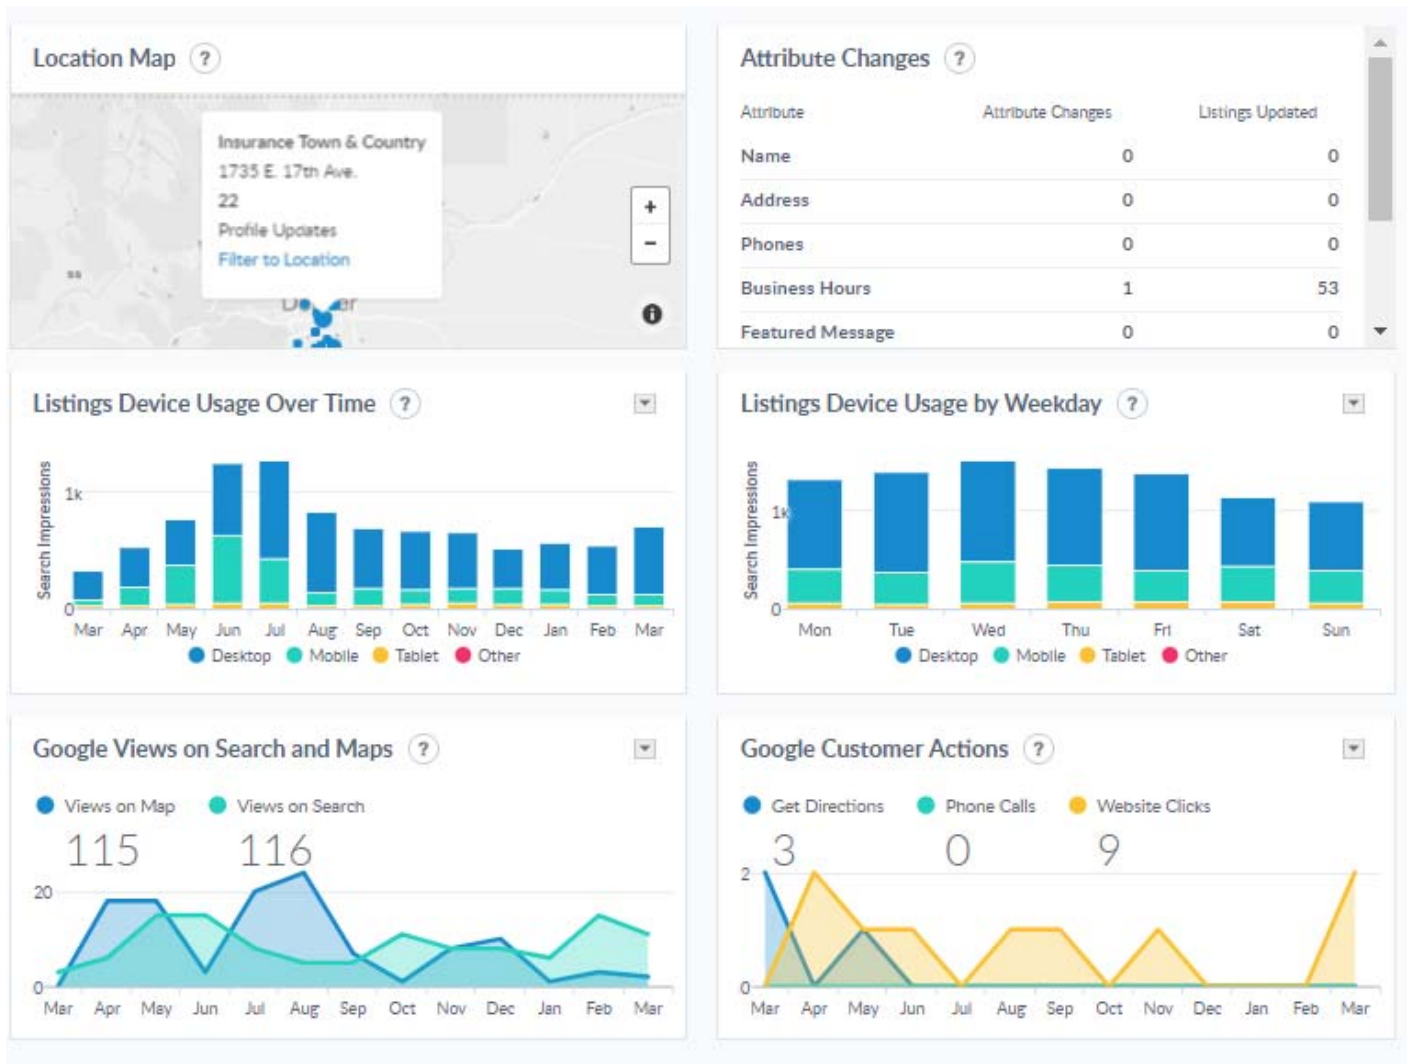 Location Map ?
Insurance Town & Country
1735 E. 17th Ave.
22
Profile Updates
Filter to Location
+
−
Attribute Changes ?
Attribute Attribute Changes Listings Updated
Name 0 0
Address 0 0
Phones 0 0
Business Hours 1 53
Featured Message 0 0
Listings Device Usage Over Time ?
Search Impressions
1k
0
Mar Apr May Jun Jul Aug Sep Oct Nov Dec Jan Feb Mar
Desktop Mobile Tablet Other
Listings Device Usage by Weekday ?
Search Impressions
1k
0
Mon Tue Wed Thu Fri Sat Sun
Desktop Mobile Tablet Other
Google Views on Search and Maps ?
Views on Map Views on Search
115 116
20
0
Mar Apr May Jun Jul Aug Sep Oct Nov Dec Jan Feb Mar
Google Customer Actions ?
Get Directions Phone Calls Website Clicks
3 0 9
2
0
Mar Apr May Jun Jul Aug Sep Oct Nov Dec Jan Feb Mar